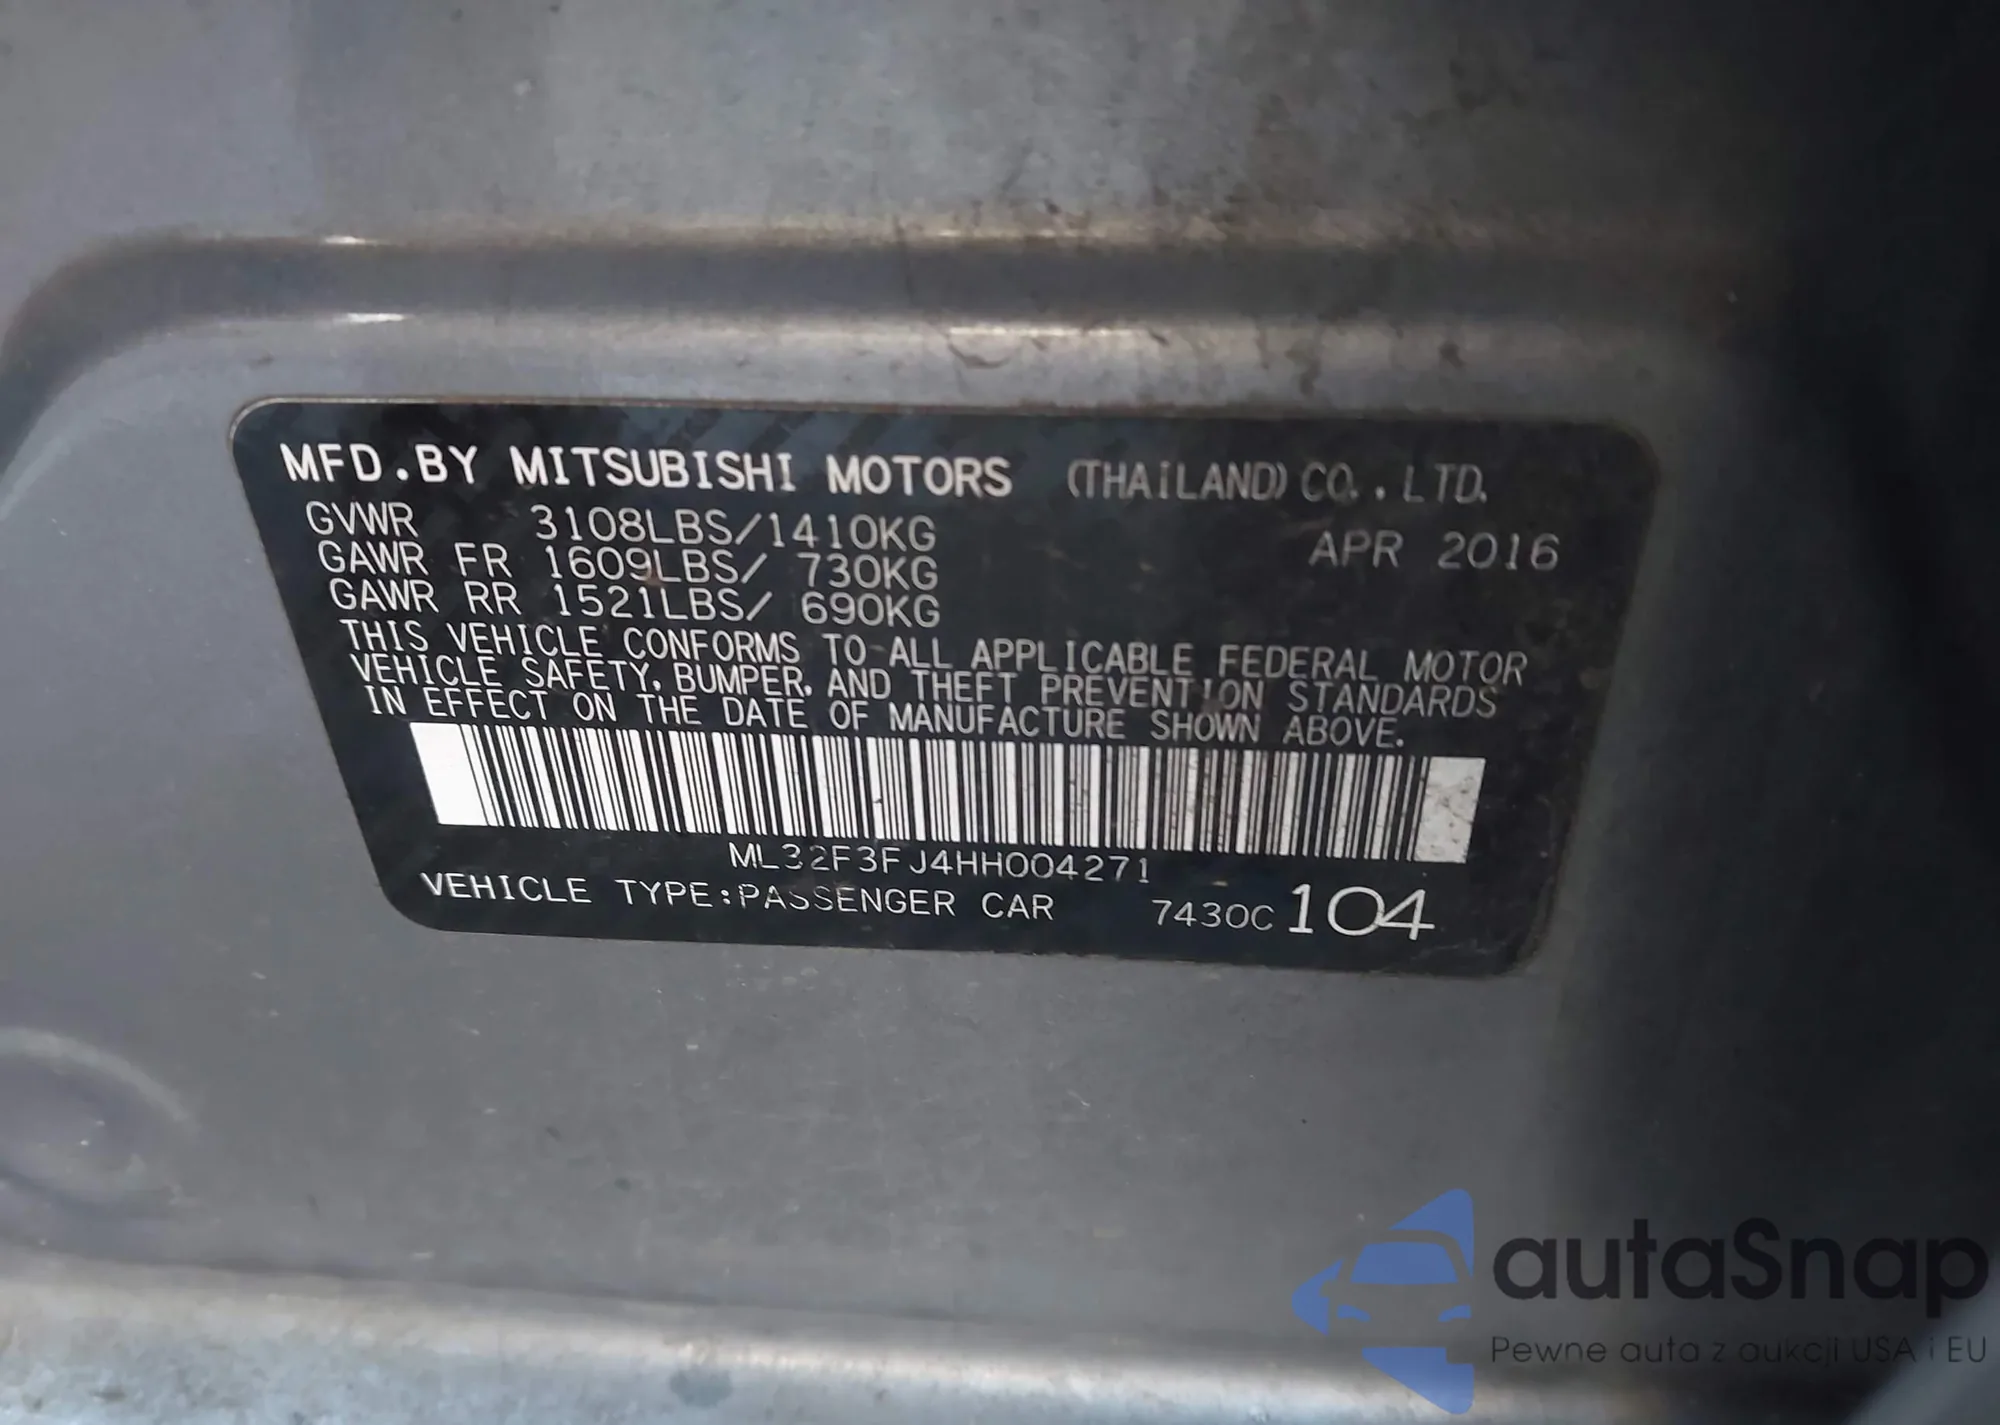 MFD.BY MITSUBISHI MOTORS (THAILAND) CO., LTD.
GVWR 3108LBS/1410KG APR 2016
GAWR FR 1609LBS/ 730KG
GAWR RR 1521LBS/ 690KG
THIS VEHICLE CONFORMS TO ALL APPLICABLE FEDERAL MOTOR
VEHICLE SAFETY, BUMPER, AND THEFT PREVENTION STANDARDS
IN EFFECT ON THE DATE OF MANUFACTURE SHOWN ABOVE.
ML32F3FJ4HH004271
VEHICLE TYPE:PASSENGER CAR 7430C 104
autaSnap
Pewne auta z aukcji USA i EU